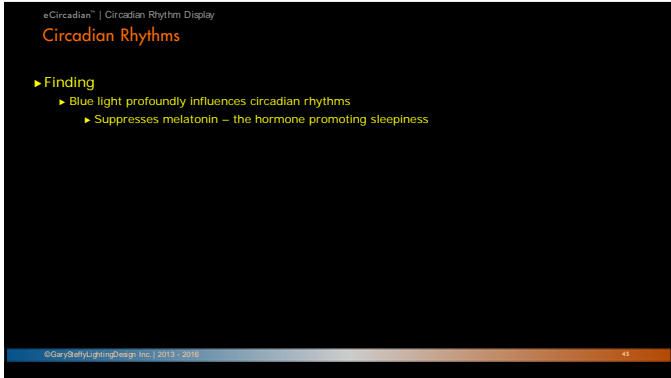 eCircadian™ | Circadian Rhythm Display
Circadian Rhythms
▸Finding
▸ Blue light profoundly influences circadian rhythms
▸ Suppresses melatonin – the hormone promoting sleepiness
©GarySteffyLightingDesign Inc. | 2013 - 2016 45